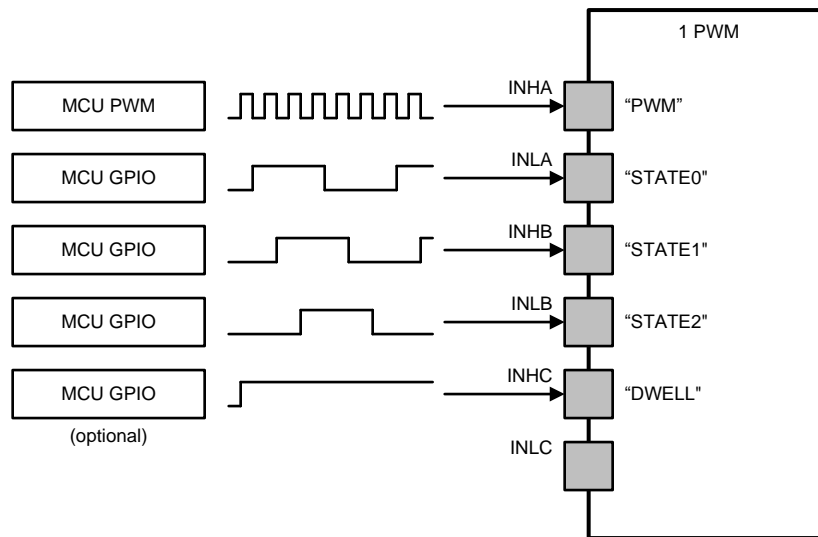 1 PWM
MCU PWM
INHA
“PWM”
MCU GPIO
INLA
“STATE0"
MCU GPIO
INHB
“STATE1"
MCU GPIO
INLB
“STATE2"
MCU GPIO
INHC
“DWELL"
(optional)
INLC